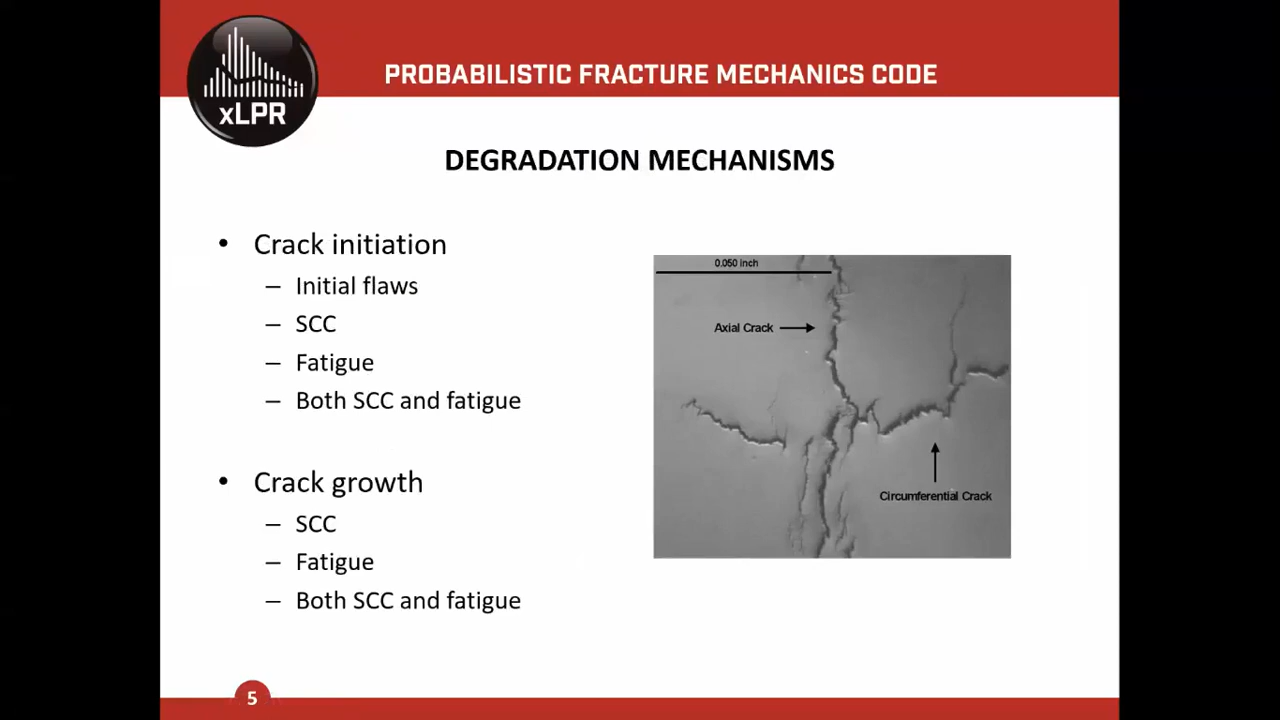 xLPR
PROBABILISTIC FRACTURE MECHANICS CODE
DEGRADATION MECHANISMS
• Crack initiation
– Initial flaws
– SCC
– Fatigue
– Both SCC and fatigue
• Crack growth
– SCC
– Fatigue
– Both SCC and fatigue
0.050 inch
Axial Crack
Circumferential Crack
5